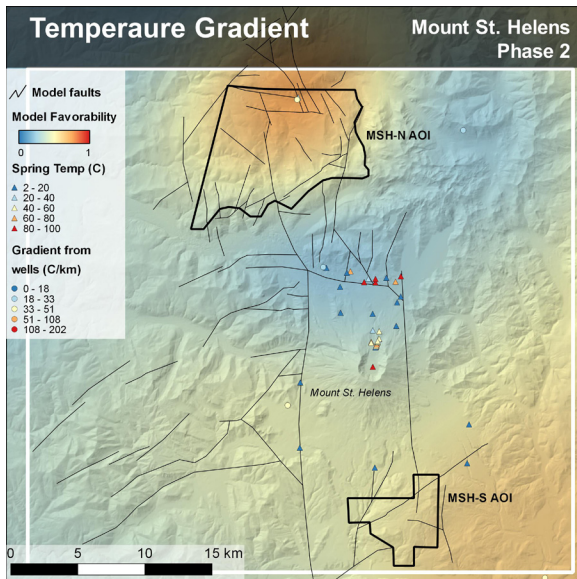 Temperaure Gradient
Mount St. Helens
Phase 2
Model faults
Model Favorability
0 1
Spring Temp (C)
2 - 20
20 - 40
40 - 60
60 - 80
80 - 100
Gradient from
wells (C/km)
0 - 18
18 - 33
33 - 51
51 - 108
108 - 202
MSH-N AOI
Mount St. Helens
MSH-S AOI
0 5 10 15 km